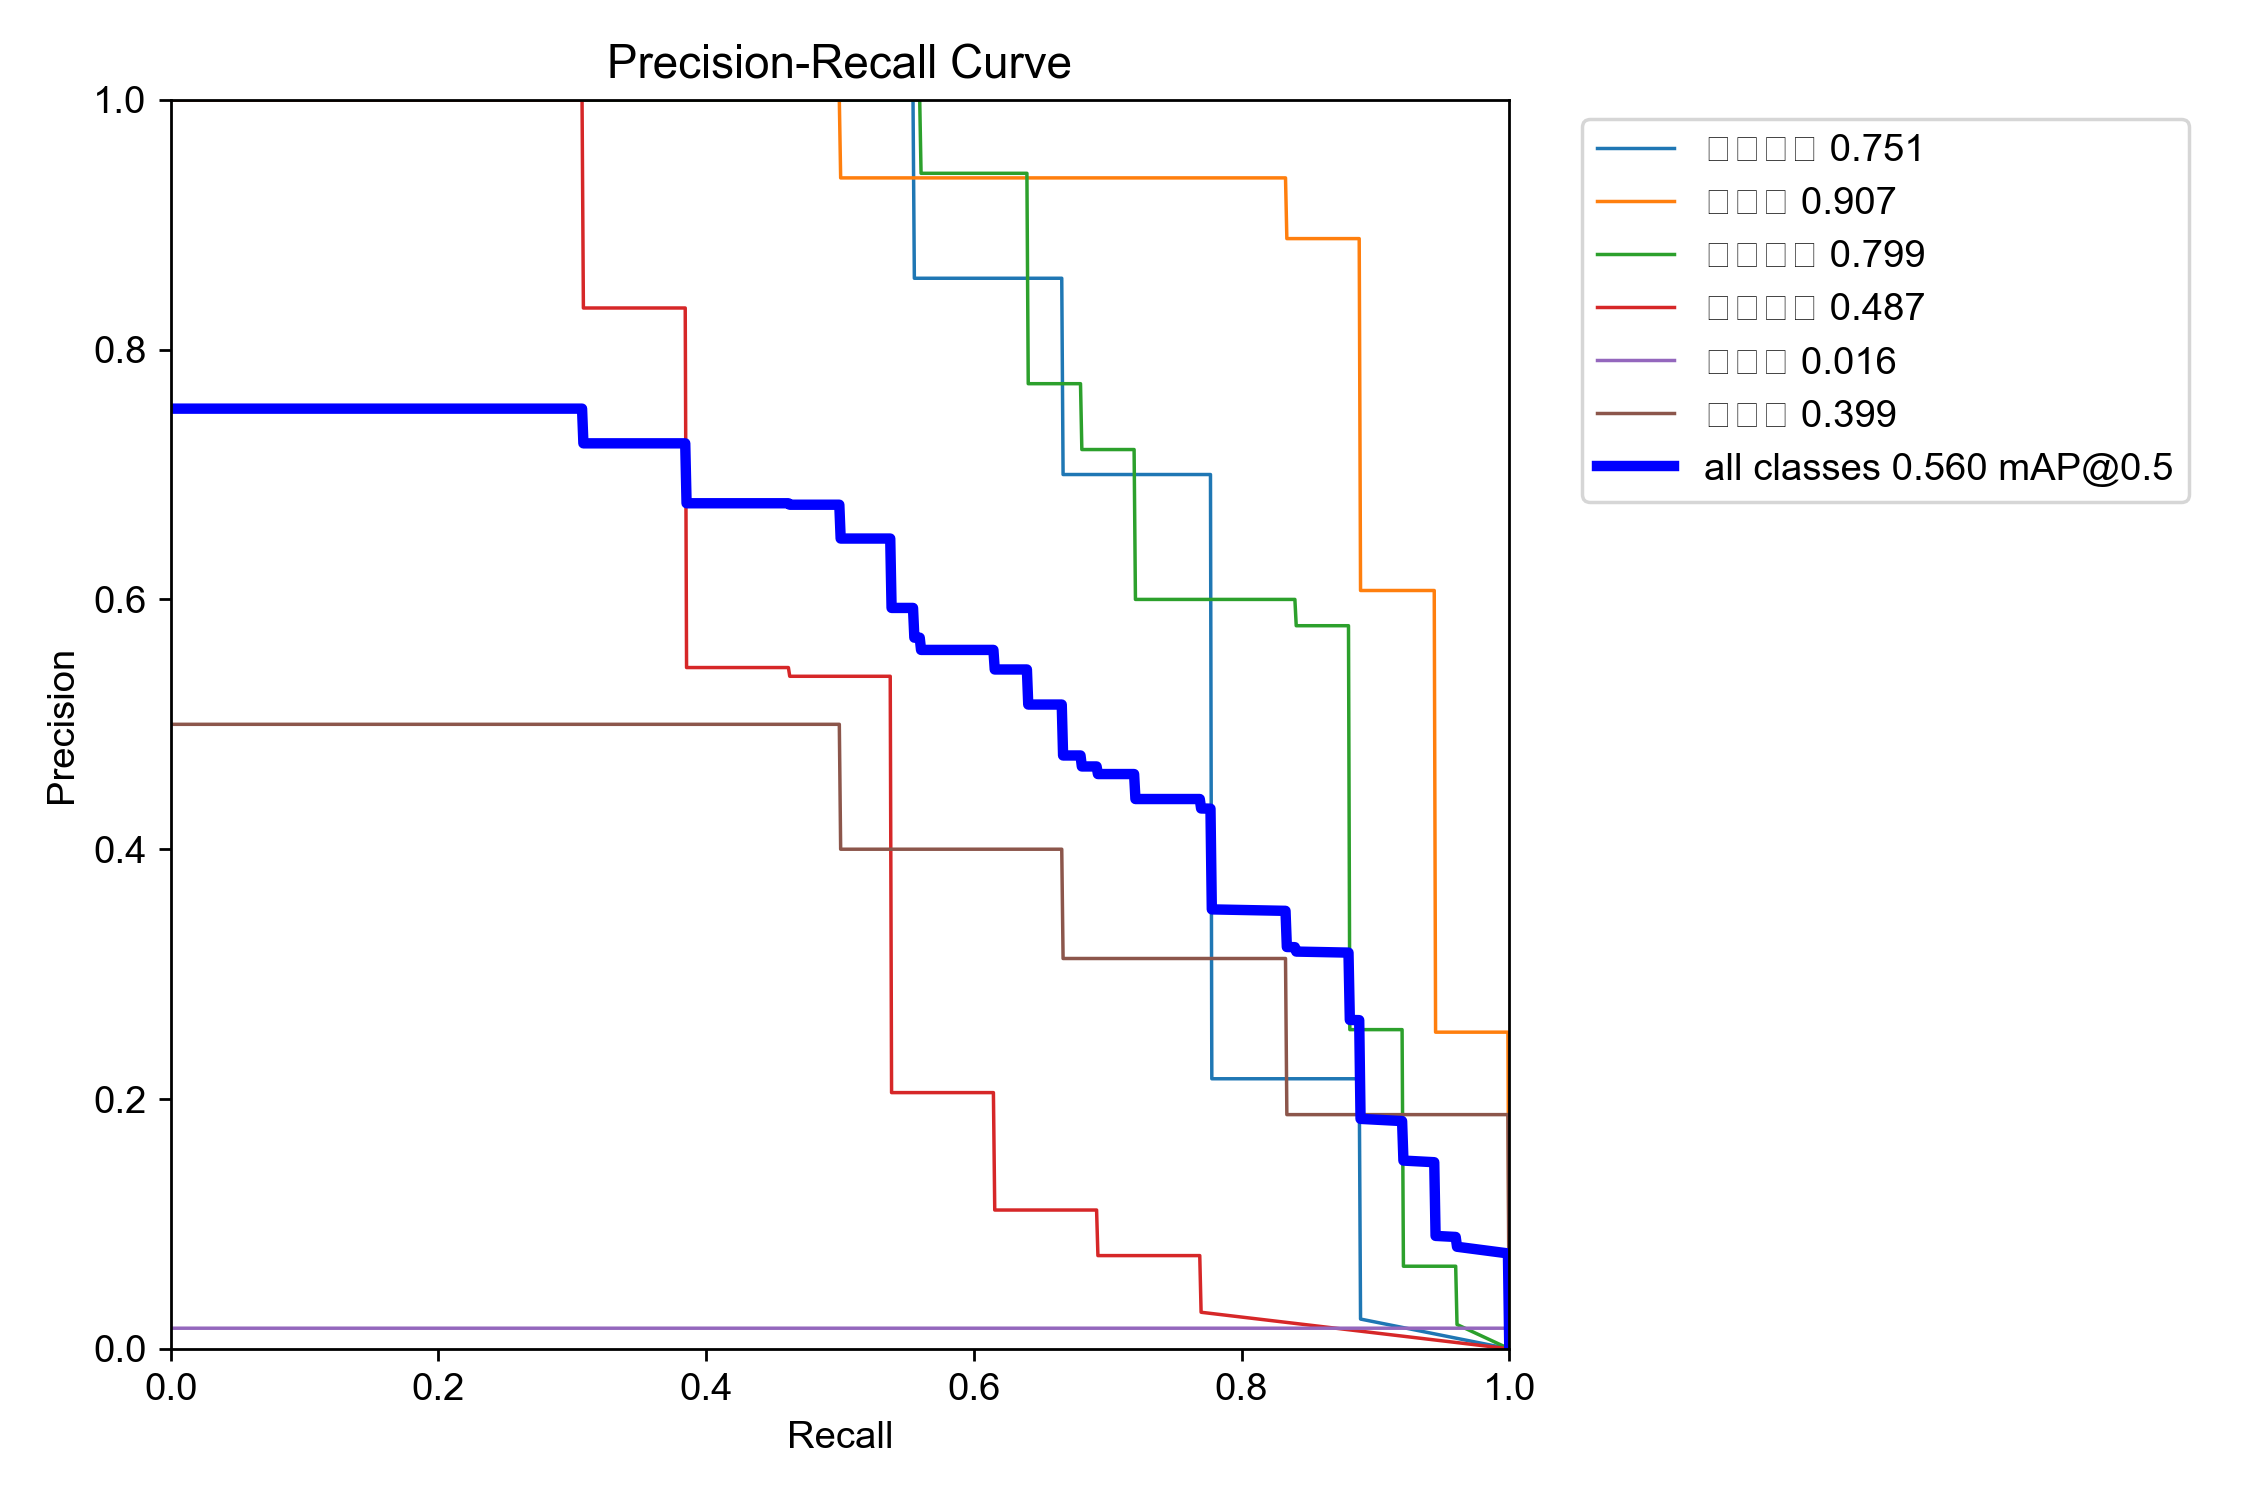 Precision-Recall Curve
1.0
0.8
0.6
0.4
0.2
0.0
0.0 0.2 0.4 0.6 0.8 1.0
Precision
Recall
□□□□ 0.751
□□□ 0.907
□□□□ 0.799
□□□□ 0.487
□□□ 0.016
□□□ 0.399
all classes 0.560 mAP@0.5